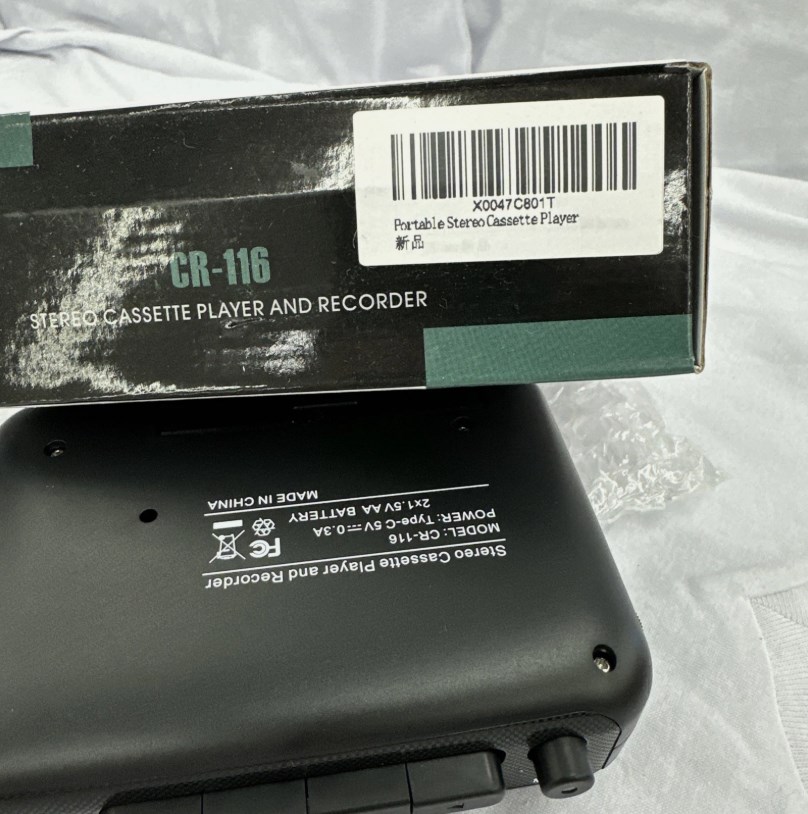 X0047C801T
Portable Stereo Cassette Player
新品
CR-116
STEREO CASSETTE PLAYER AND RECORDER
Stereo Cassette Player and Recorder
MODEL: CR-116
POWER: Type-C 5V⎓0.3A
2x1.5V AA BATTERY
FC
MADE IN CHINA